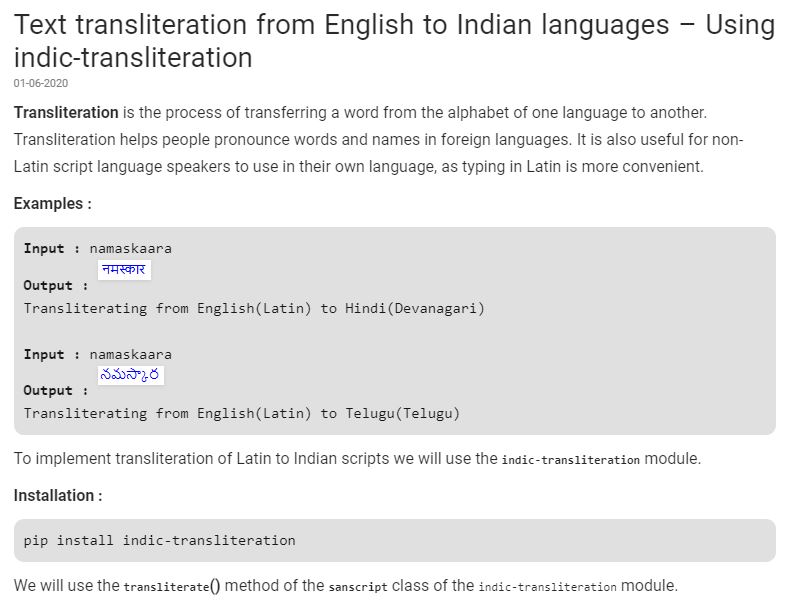 Text transliteration from English to Indian languages – Using
indic-transliteration
01-06-2020
Transliteration is the process of transferring a word from the alphabet of one language to another.
Transliteration helps people pronounce words and names in foreign languages. It is also useful for non-
Latin script language speakers to use in their own language, as typing in Latin is more convenient.
Examples :
Input : namaskaara
नमस्कार
Output :
Transliterating from English(Latin) to Hindi(Devanagari)
Input : namaskaara
నమస్కార
Output :
Transliterating from English(Latin) to Telugu(Telugu)
To implement transliteration of Latin to Indian scripts we will use the indic-transliteration module.
Installation :
pip install indic-transliteration
We will use the transliterate() method of the sanscript class of the indic-transliteration module.